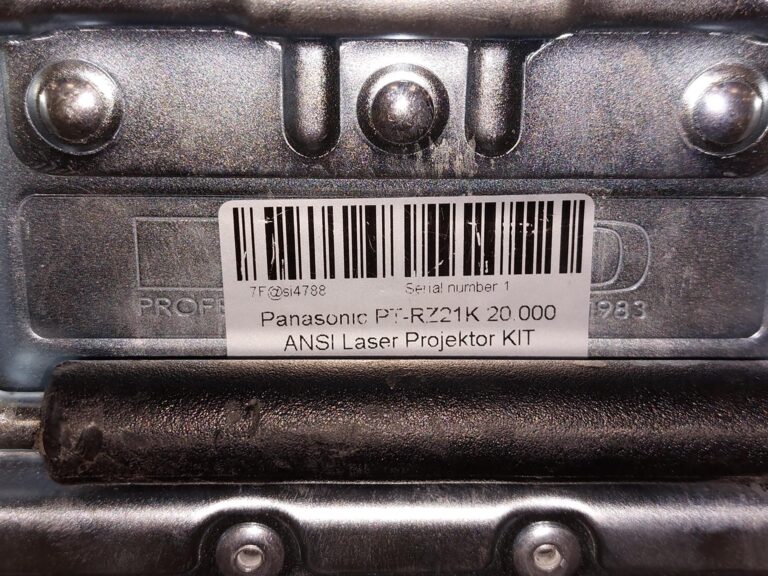 7F@si4788 Serial number 1
Panasonic PT-RZ21K 20.000
ANSI Laser Projektor KIT
PROFE 1983